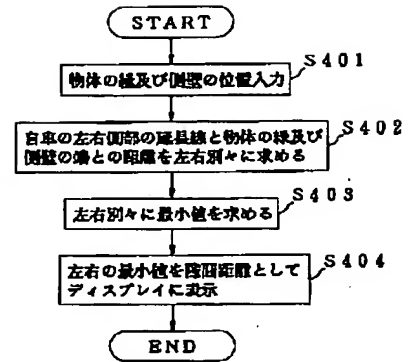 START
S401
物体の縁及び側壁の位置入力
S402
自車の左右側部の延長線と物体の縁及び
側壁の端との距離を左右別々に求める
S403
左右別々に最小値を求める
S404
左右の最小値を隙間距離として
ディスプレイに表示
END